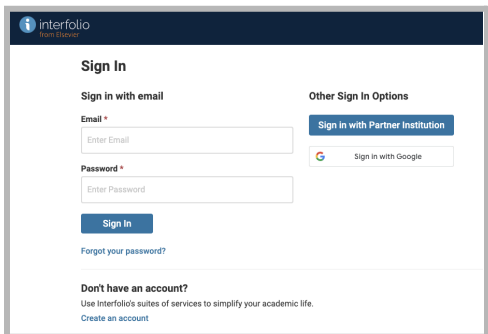 interfolio
from Elsevier
Sign In
Sign in with email
Email *
Enter Email
Password *
Enter Password
Sign In
Forgot your password?
Other Sign In Options
Sign in with Partner Institution
Sign in with Google
Don't have an account?
Use Interfolio's suites of services to simplify your academic life.
Create an account